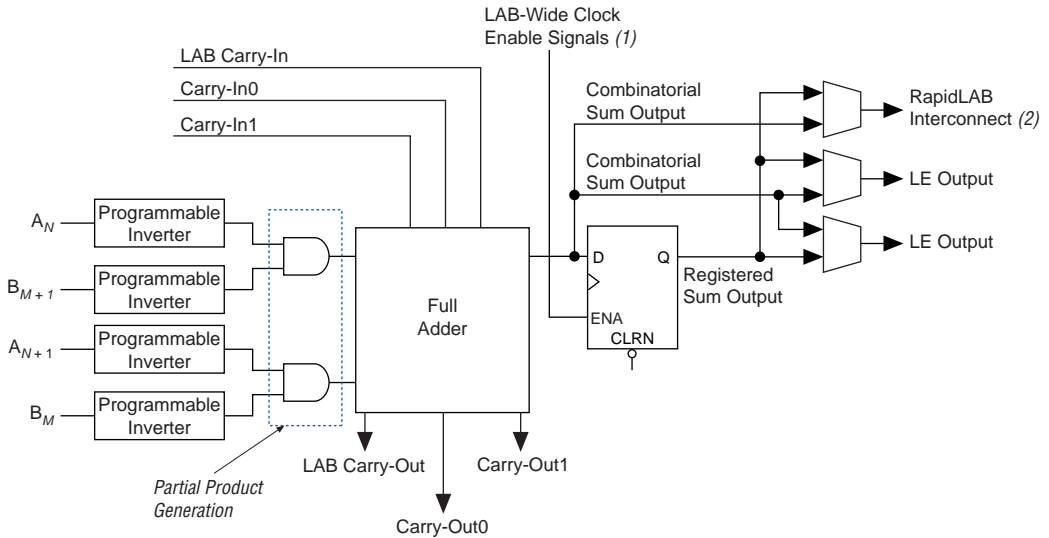 LAB-Wide Clock
Enable Signals (1)
LAB Carry-In
Carry-In0
Carry-In1
Combinatorial
Sum Output
RapidLAB
Interconnect (2)
Combinatorial
Sum Output
LE Output
LE Output
A_N
Programmable
Inverter
B_{M + 1}
Programmable
Inverter
A_{N + 1}
Programmable
Inverter
B_M
Programmable
Inverter
Full
Adder
D
Q
ENA
CLRN
Registered
Sum Output
LAB Carry-Out
Carry-Out1
Carry-Out0
Partial Product
Generation